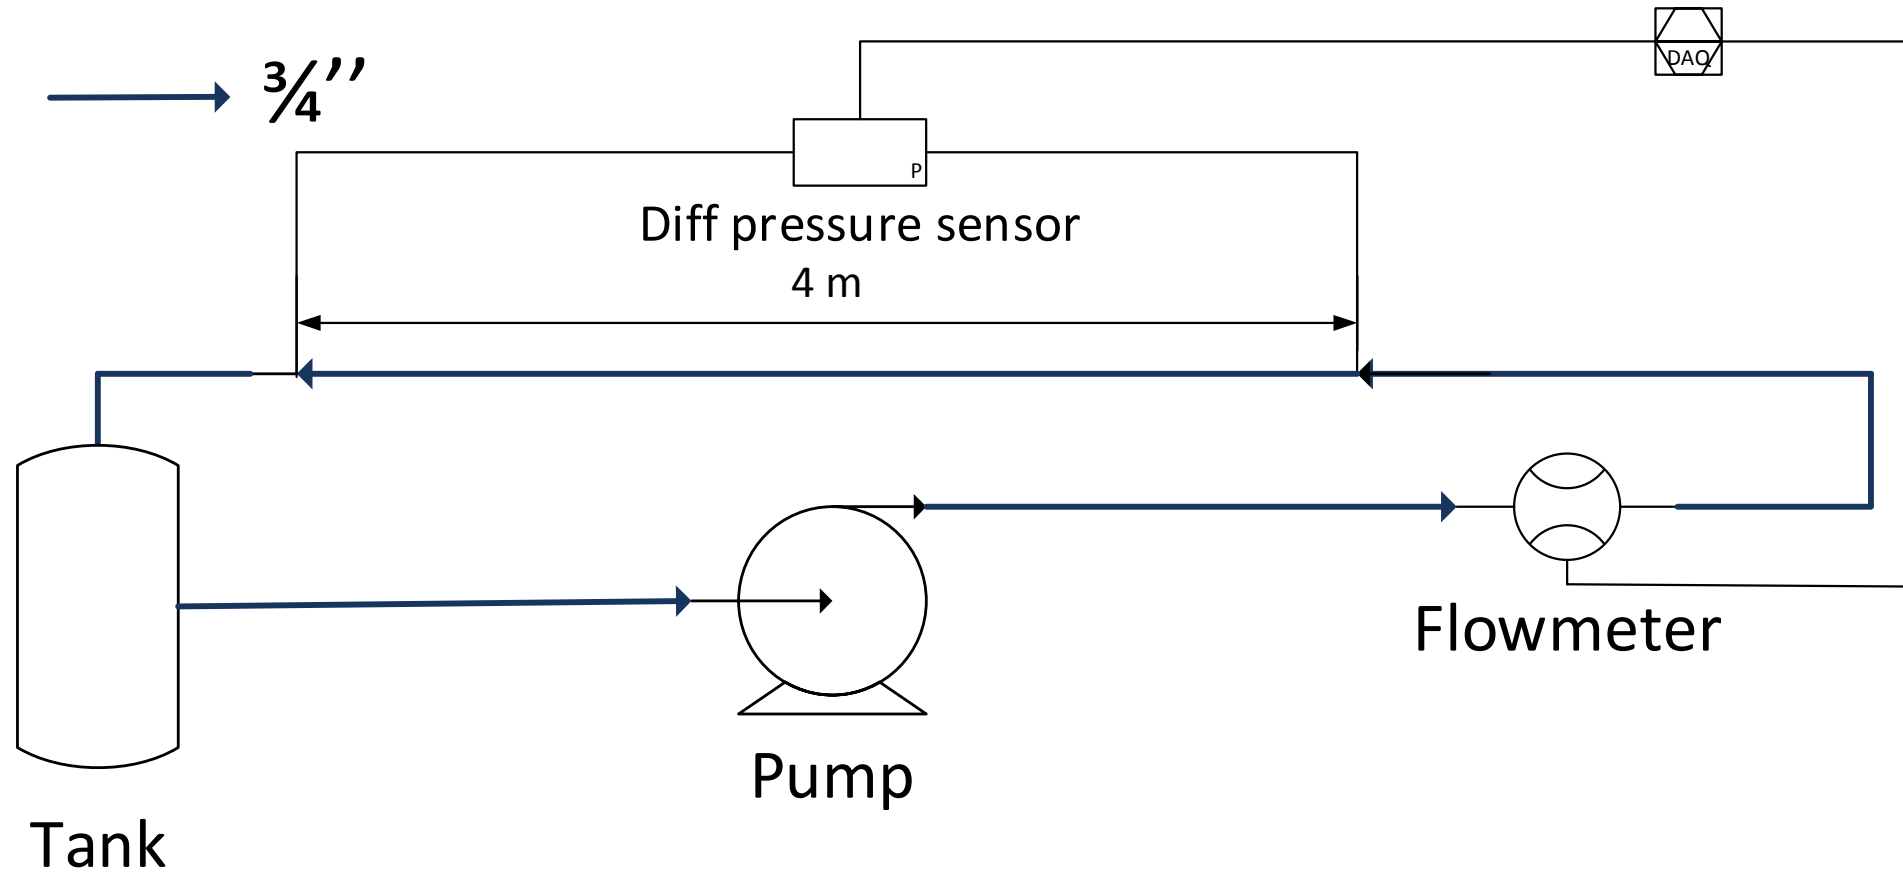 ¾’’
DAQ
P
Diff pressure sensor
4 m
Flowmeter
Pump
Tank